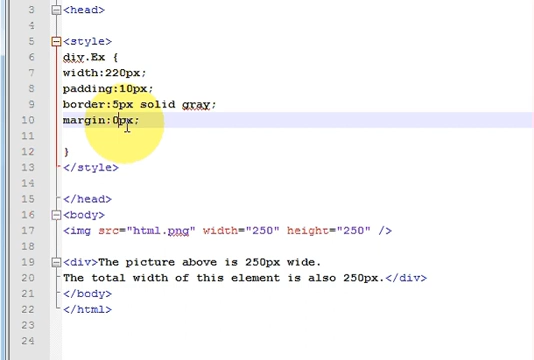 3 <head>
4
5 <style>
6 div.Ex {
7 width:220px;
8 padding:10px;
9 border:5px solid gray;
10 margin:0px;
11
12 }
13 </style>
14
15 </head>
16 <body>
17 <img src="html.png" width="250" height="250" />
18
19 <div>The picture above is 250px wide.
20 The total width of this element is also 250px.</div>
21 </body>
22 </html>
23
24